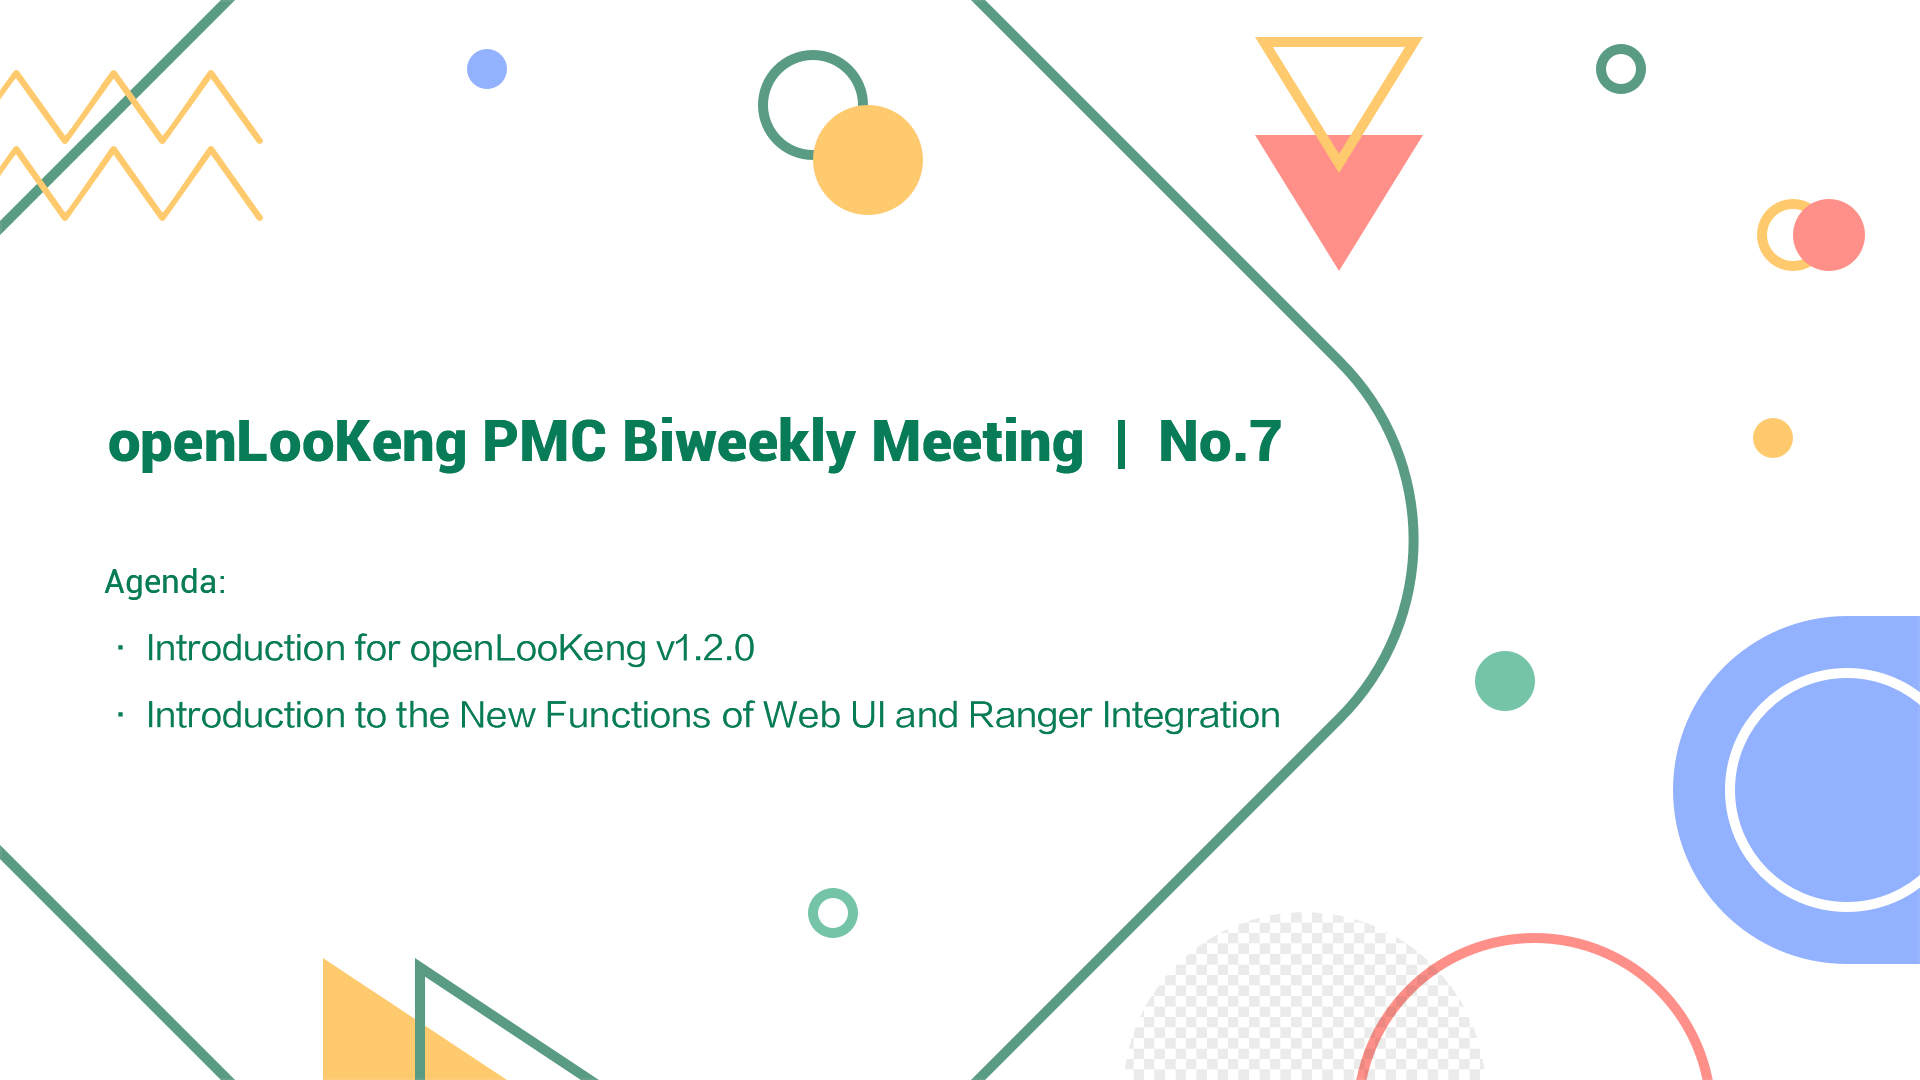 openLooKeng PMC Biweekly Meeting | No.7
Agenda:
· Introduction for openLooKeng v1.2.0
· Introduction to the New Functions of Web UI and Ranger Integration